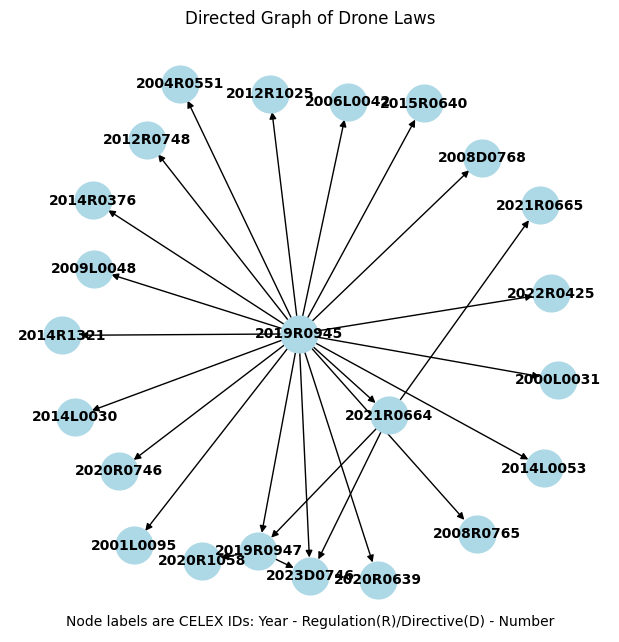 Directed Graph of Drone Laws
2004R0551
2012R1025
2006L0042
2015R0640
2012R0748
2008D0768
2014R0376
2021R0665
2009L0048
2022R0425
2014R1321
2019R0945
2000L0031
2014L0030
2021R0664
2020R0746
2014L0053
2008R0765
2001L0095
2020R1058
2019R0947
2023D0746
2020R0639
Node labels are CELEX IDs: Year - Regulation(R)/Directive(D) - Number